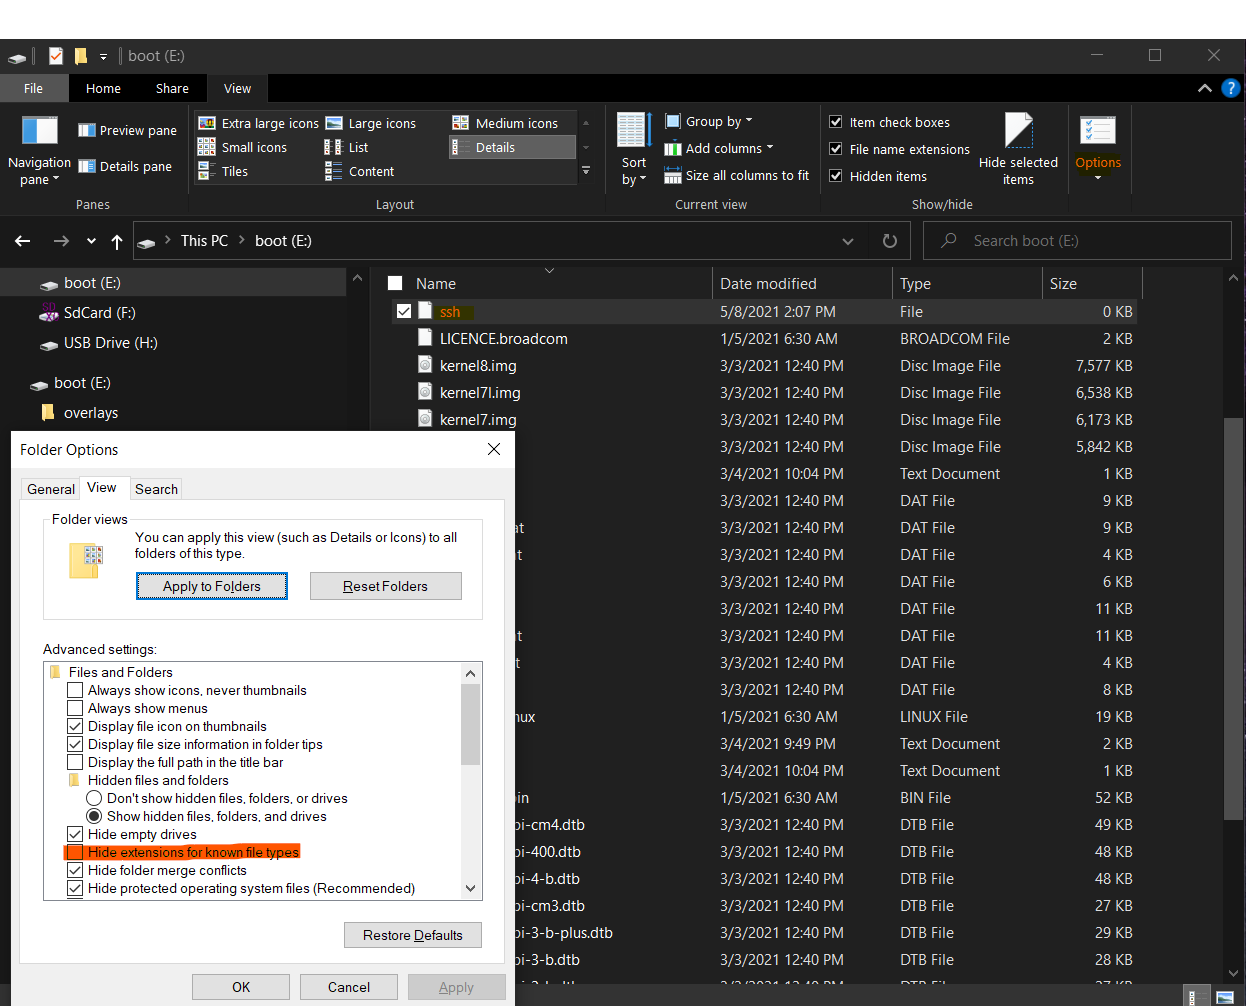 boot (E:)
File Home Share View
Navigation pane
Preview pane
Details pane
Panes
Extra large icons Large icons Medium icons
Small icons List Details
Tiles Content
Layout
Sort by
Group by
Add columns
Size all columns to fit
Current view
Item check boxes
File name extensions
Hidden items
Hide selected items
Show/hide
Options
This PC boot (E:)
Search boot (E:)
boot (E:)
SdCard (F:)
USB Drive (H:)
boot (E:)
overlays
Name Date modified Type Size
ssh 5/8/2021 2:07 PM File 0 KB
LICENCE.broadcom 1/5/2021 6:30 AM BROADCOM File 2 KB
kernel8.img 3/3/2021 12:40 PM Disc Image File 7,577 KB
kernel7l.img 3/3/2021 12:40 PM Disc Image File 6,538 KB
kernel7.img 3/3/2021 12:40 PM Disc Image File 6,173 KB
3/3/2021 12:40 PM Disc Image File 5,842 KB
3/4/2021 10:04 PM Text Document 1 KB
3/3/2021 12:40 PM DAT File 9 KB
at 3/3/2021 12:40 PM DAT File 9 KB
t 3/3/2021 12:40 PM DAT File 4 KB
3/3/2021 12:40 PM DAT File 6 KB
3/3/2021 12:40 PM DAT File 11 KB
t 3/3/2021 12:40 PM DAT File 11 KB
t 3/3/2021 12:40 PM DAT File 4 KB
3/3/2021 12:40 PM DAT File 8 KB
nux 1/5/2021 6:30 AM LINUX File 19 KB
3/4/2021 9:49 PM Text Document 2 KB
3/4/2021 10:04 PM Text Document 1 KB
in 1/5/2021 6:30 AM BIN File 52 KB
pi-cm4.dtb 3/3/2021 12:40 PM DTB File 49 KB
pi-400.dtb 3/3/2021 12:40 PM DTB File 48 KB
pi-4-b.dtb 3/3/2021 12:40 PM DTB File 48 KB
pi-cm3.dtb 3/3/2021 12:40 PM DTB File 27 KB
pi-3-b-plus.dtb 3/3/2021 12:40 PM DTB File 29 KB
pi-3-b.dtb 3/3/2021 12:40 PM DTB File 28 KB
Folder Options
General View Search
Folder views
You can apply this view (such as Details or Icons) to all
folders of this type.
Apply to Folders Reset Folders
Advanced settings:
Files and Folders
Always show icons, never thumbnails
Always show menus
Display file icon on thumbnails
Display file size information in folder tips
Display the full path in the title bar
Hidden files and folders
Don't show hidden files, folders, or drives
Show hidden files, folders, and drives
Hide empty drives
Hide extensions for known file types
Hide folder merge conflicts
Hide protected operating system files (Recommended)
Restore Defaults
OK Cancel Apply